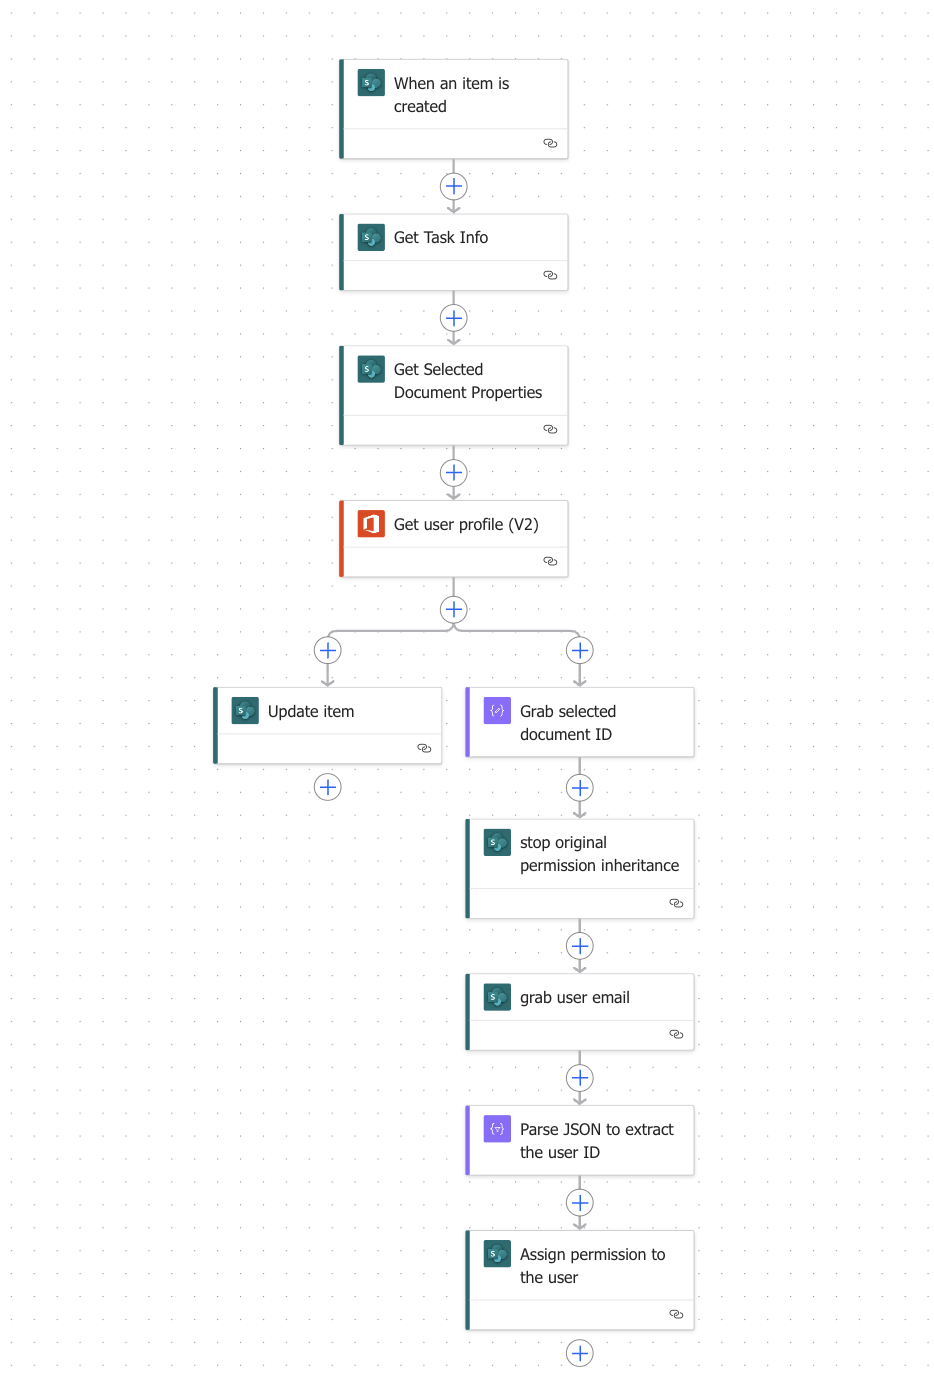 When an item is
created
Get Task Info
Get Selected
Document Properties
Get user profile (V2)
Update item
Grab selected
document ID
stop original
permission inheritance
grab user email
Parse JSON to extract
the user ID
Assign permission to
the user